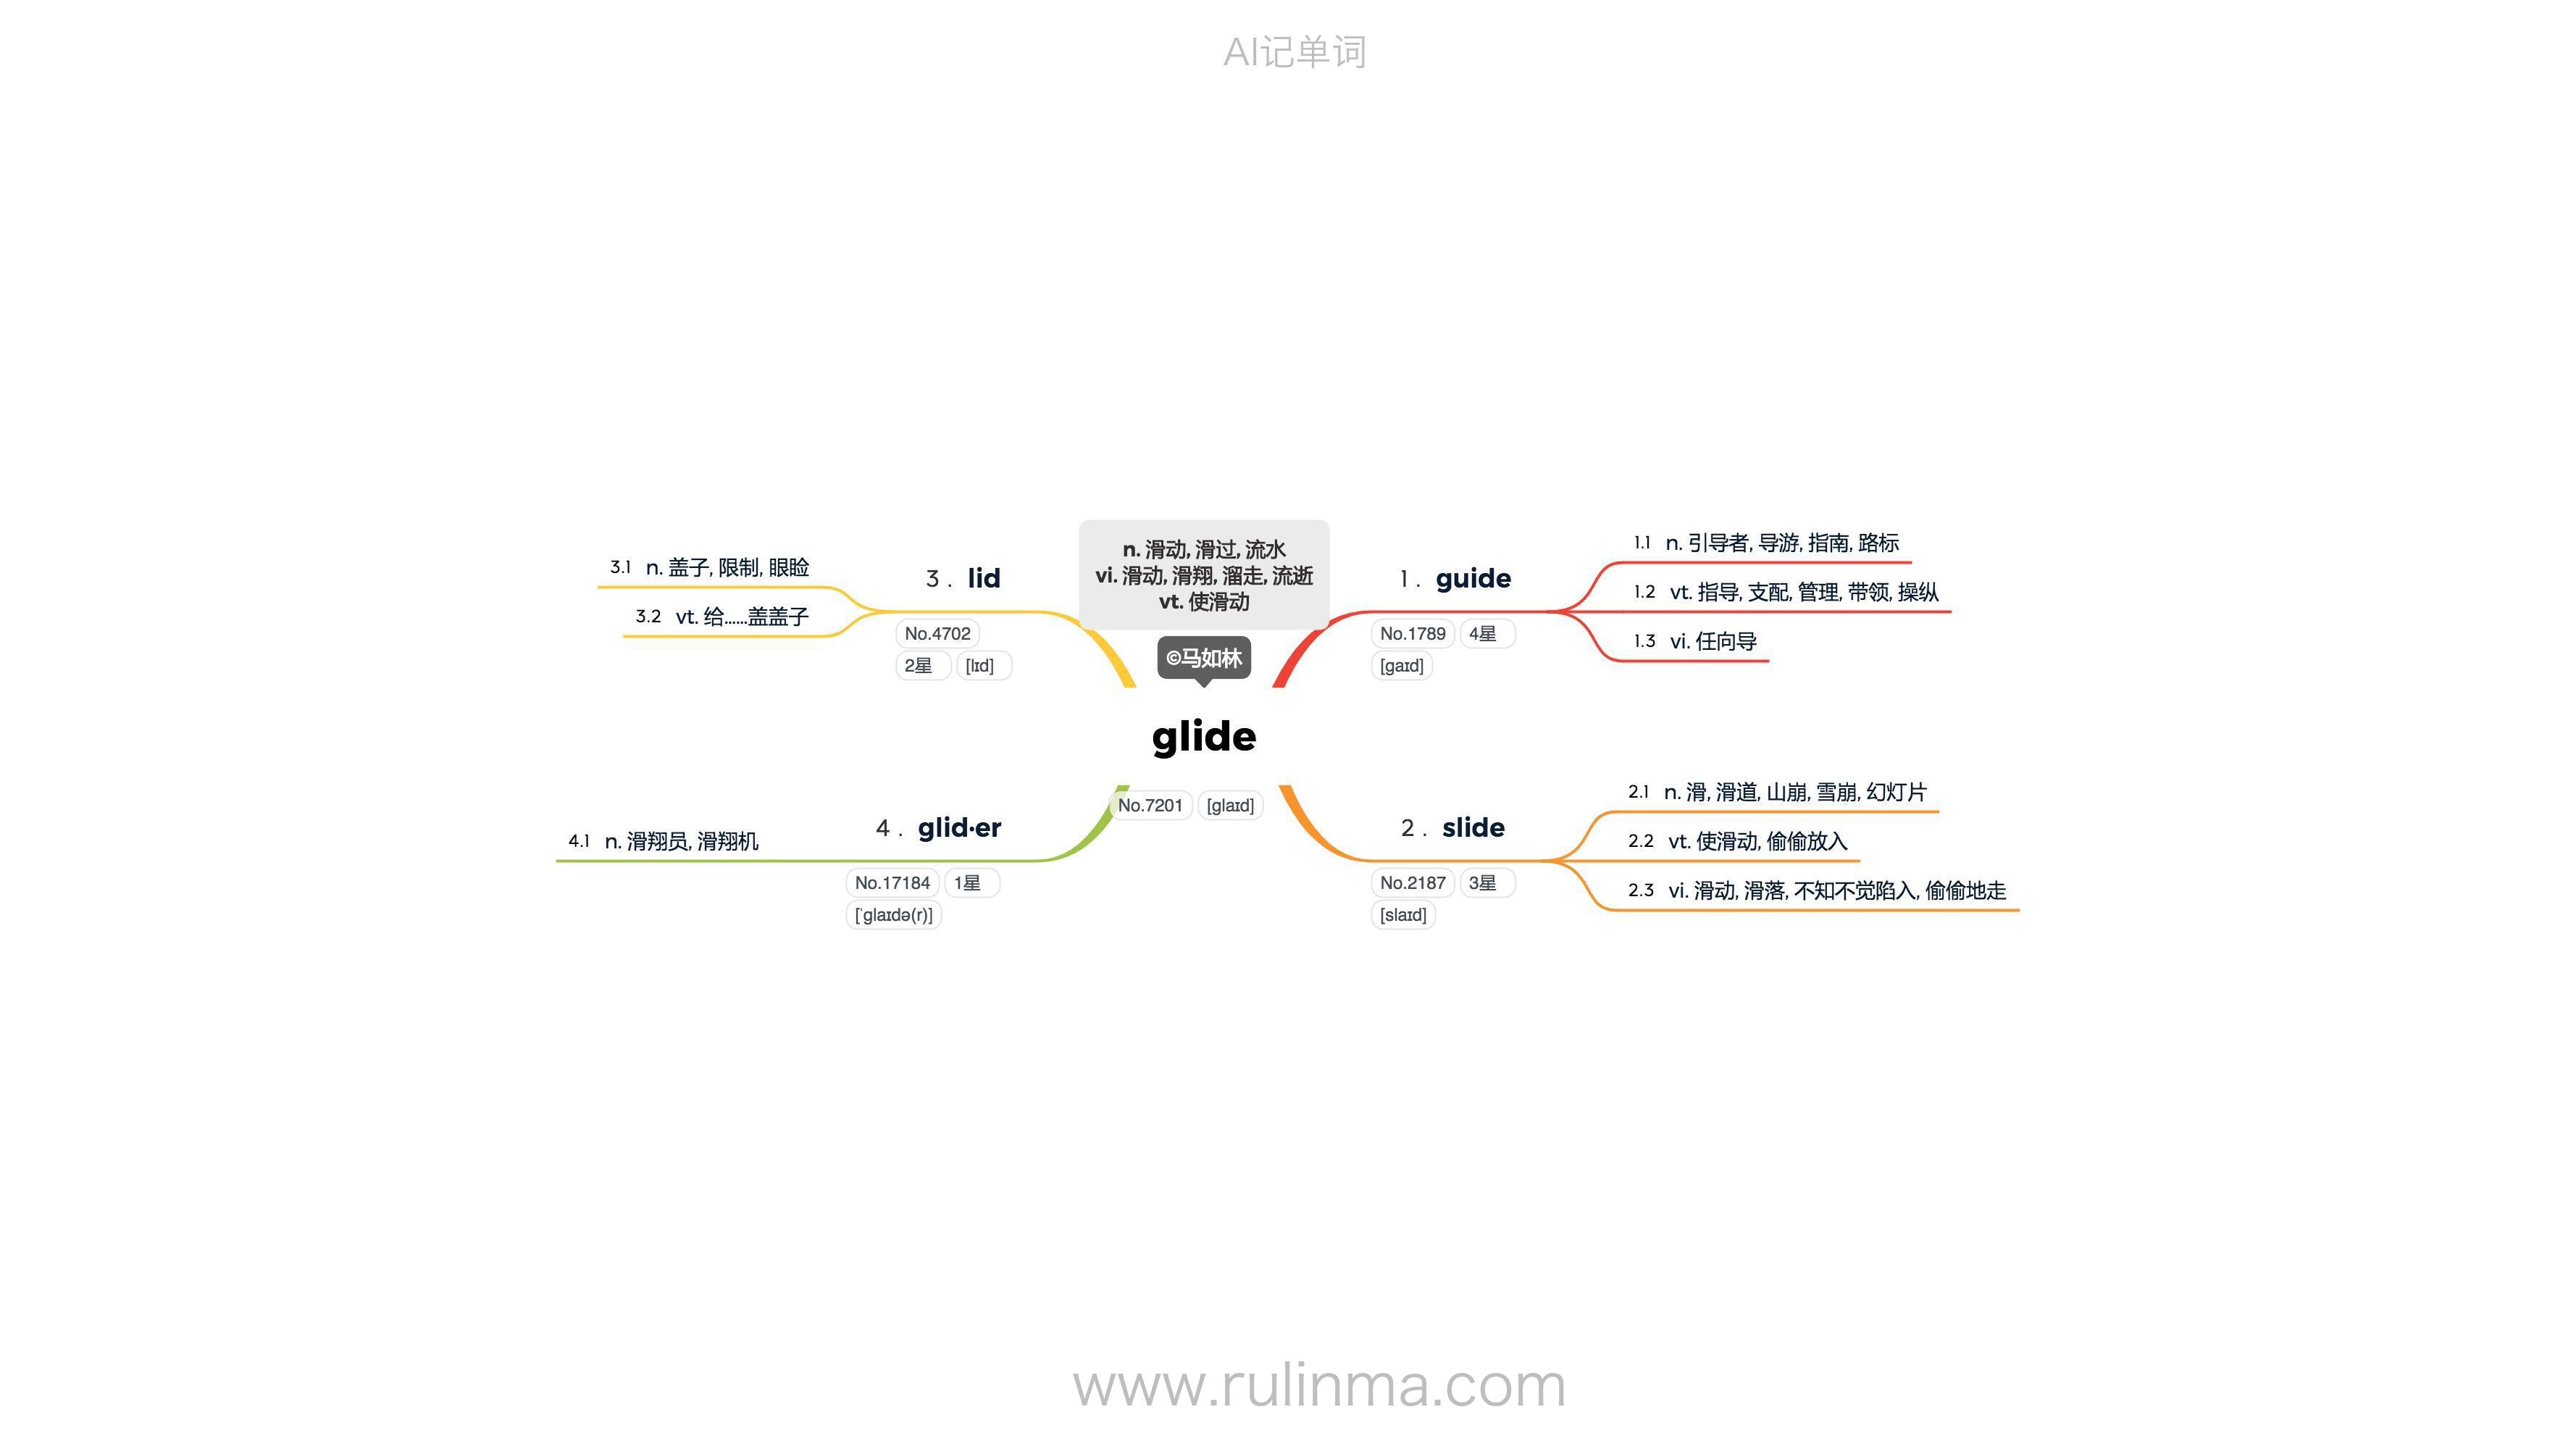 AI记单词
n. 滑动, 滑过, 流水
vi. 滑动, 滑翔, 溜走, 流逝
vt. 使滑动
©马如林
glide
No.7201 [glaɪd]
1 . guide
No.1789 4星
[gaɪd]
1.1 n. 引导者, 导游, 指南, 路标
1.2 vt. 指导, 支配, 管理, 带领, 操纵
1.3 vi. 任向导
2 . slide
No.2187 3星
[slaɪd]
2.1 n. 滑, 滑道, 山崩, 雪崩, 幻灯片
2.2 vt. 使滑动, 偷偷放入
2.3 vi. 滑动, 滑落, 不知不觉陷入, 偷偷地走
3 . lid
No.4702
2星 [lɪd]
3.1 n. 盖子, 限制, 眼睑
3.2 vt. 给......盖盖子
4 . glid·er
No.17184 1星
['glaɪdə(r)]
4.1 n. 滑翔员, 滑翔机
www.rulinma.com